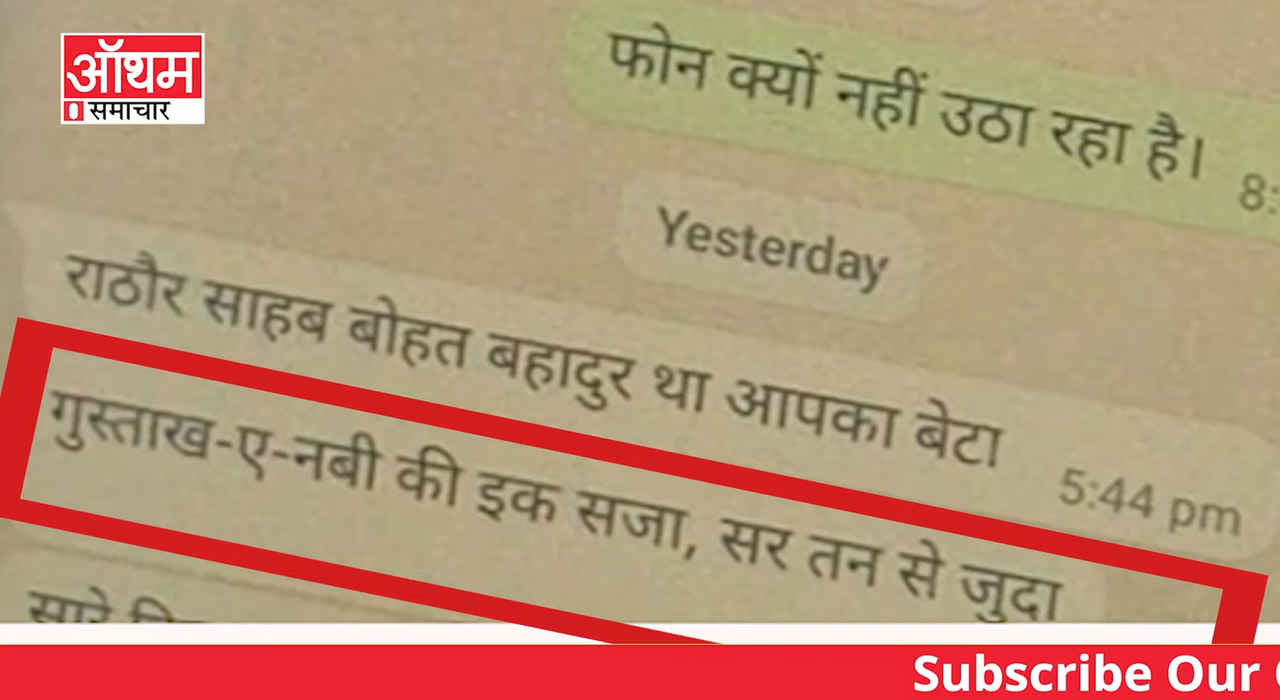 ऑथम
समाचार
फोन क्यों नहीं उठा रहा है।
8:
Yesterday
राठौर साहब बोहत बहादुर था आपका बेटा
5:44 pm
गुस्ताख-ए-नबी की इक सजा, सर तन से जुदा
सारे
Subscribe Our